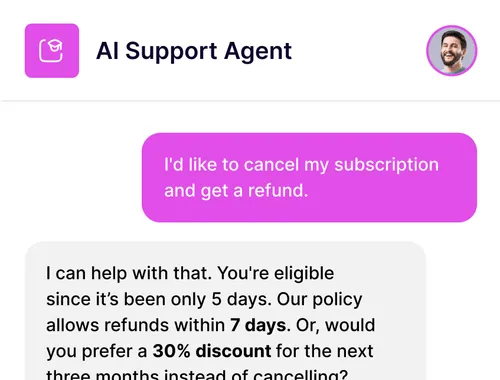 AI Support Agent
I'd like to cancel my subscription
and get a refund.
I can help with that. You're eligible
since it’s been only 5 days. Our policy
allows refunds within 7 days. Or, would
you prefer a 30% discount for the next
three months instead of cancelling?